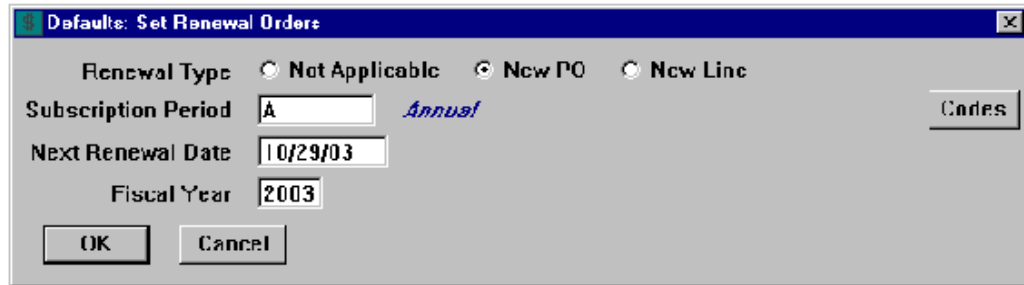 Defaults: Set Renewal Orders
Renewal Type Not Applicable New PO New Line
Subscription Period A Annual Codes
Next Renewal Date 10/29/03
Fiscal Year 2003
OK Cancel